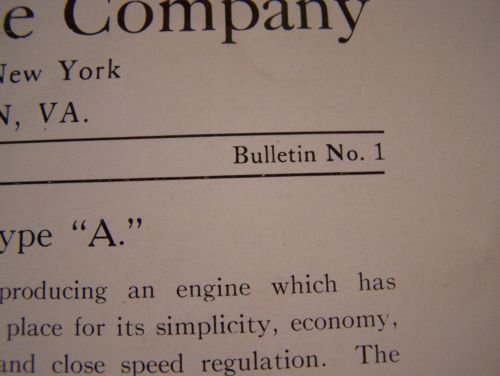 e Company
New York
N, VA.
Bulletin No. 1
ype “A.”
producing an engine which has
place for its simplicity, economy,
and close speed regulation. The